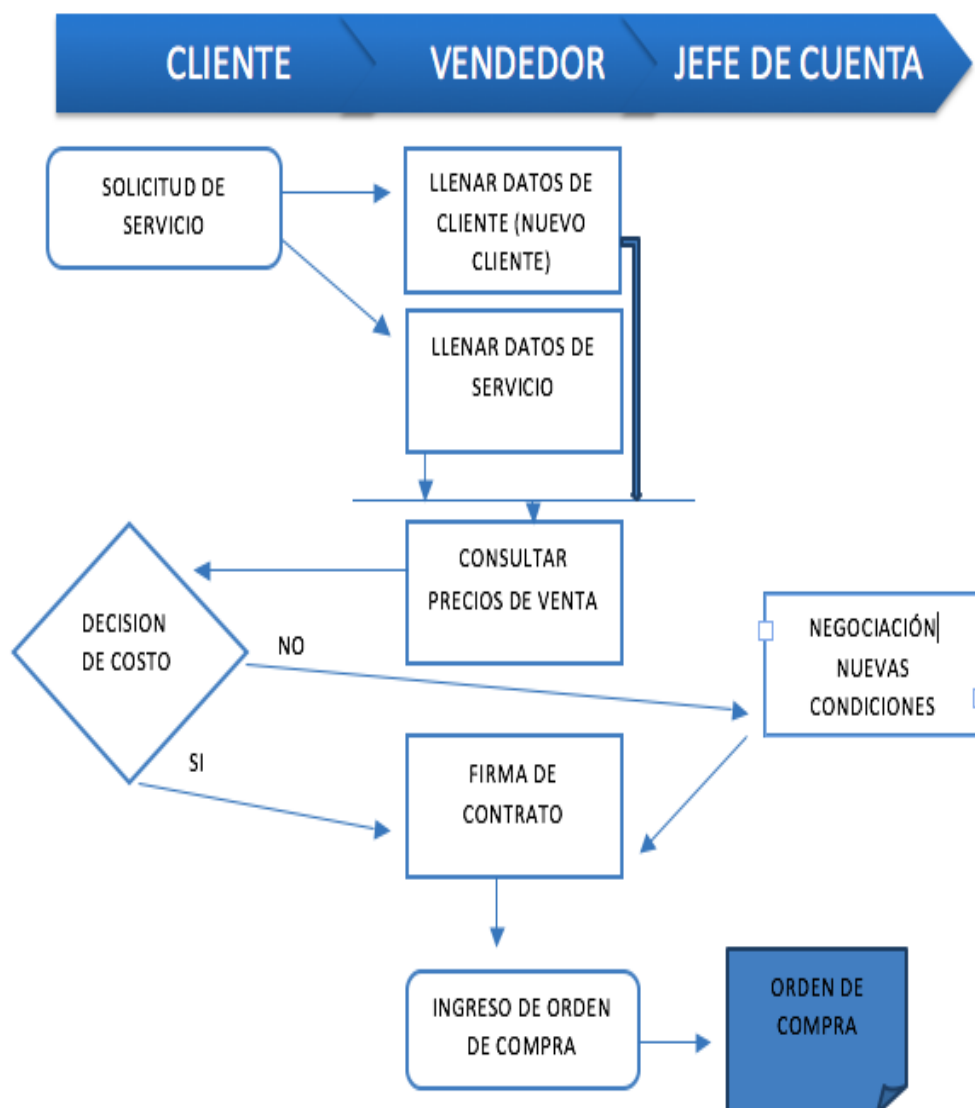 CLIENTE
VENDEDOR
JEFE DE CUENTA
SOLICITUD DE
SERVICIO
LLENAR DATOS DE
CLIENTE (NUEVO
CLIENTE)
LLENAR DATOS DE
SERVICIO
CONSULTAR
PRECIOS DE VENTA
DECISION
DE COSTO
NO
NEGOCIACIÓN
NUEVAS
CONDICIONES
SI
FIRMA DE
CONTRATO
INGRESO DE ORDEN
DE COMPRA
ORDEN DE
COMPRA